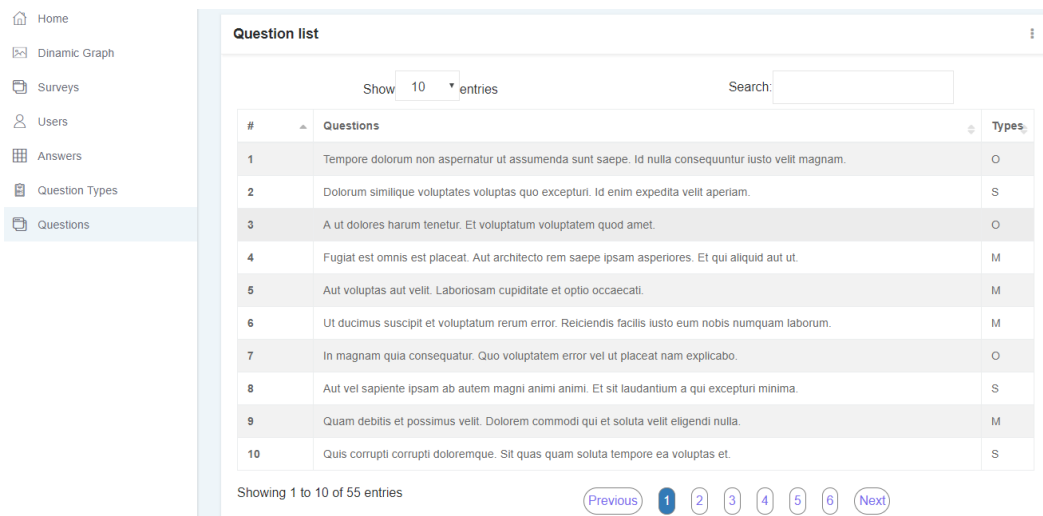 Home
Dinamic Graph
Surveys
Users
Answers
Question Types
Questions
Question list
Show 10 entries Search:
# Questions Types
1 Tempore dolorum non aspernatur ut assumenda sunt saepe. Id nulla consequuntur iusto velit magnam. O
2 Dolorum similique voluptates voluptas quo excepturi. Id enim expedita velit aperiam. S
3 A ut dolores harum tenetur. Et voluptatum voluptatem quod amet. O
4 Fugiat est omnis est placeat. Aut architecto rem saepe ipsam asperiores. Et qui aliquid aut ut. M
5 Aut voluptas aut velit. Laboriosam cupiditate et optio occaecati. M
6 Ut ducimus suscipit et voluptatum rerum error. Reiciendis facilis iusto eum nobis numquam laborum. M
7 In magnam quia consequatur. Quo voluptatem error vel ut placeat nam explicabo. O
8 Aut vel sapiente ipsam ab autem magni animi animi. Et sit laudantium a qui excepturi minima. S
9 Quam debitis et possimus velit. Dolorem commodi qui et soluta velit eligendi nulla. M
10 Quis corrupti corrupti doloremque. Sit quas quam soluta tempore ea voluptas et. S
Showing 1 to 10 of 55 entries Previous 1 2 3 4 5 6 Next